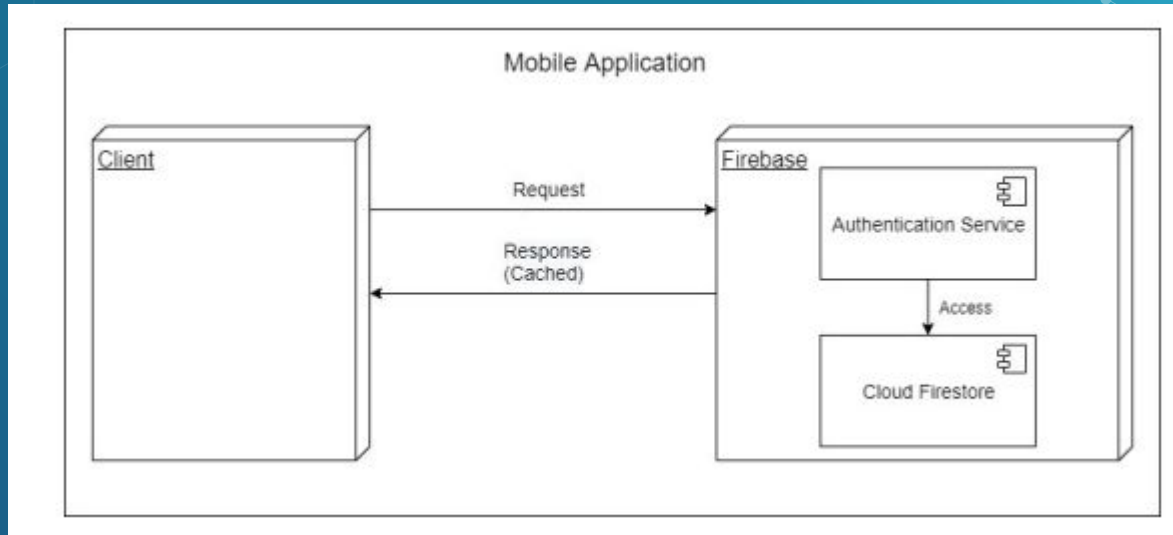 Mobile Application
Client
Firebase
Request
Response
(Cached)
Authentication Service
Access
Cloud Firestore